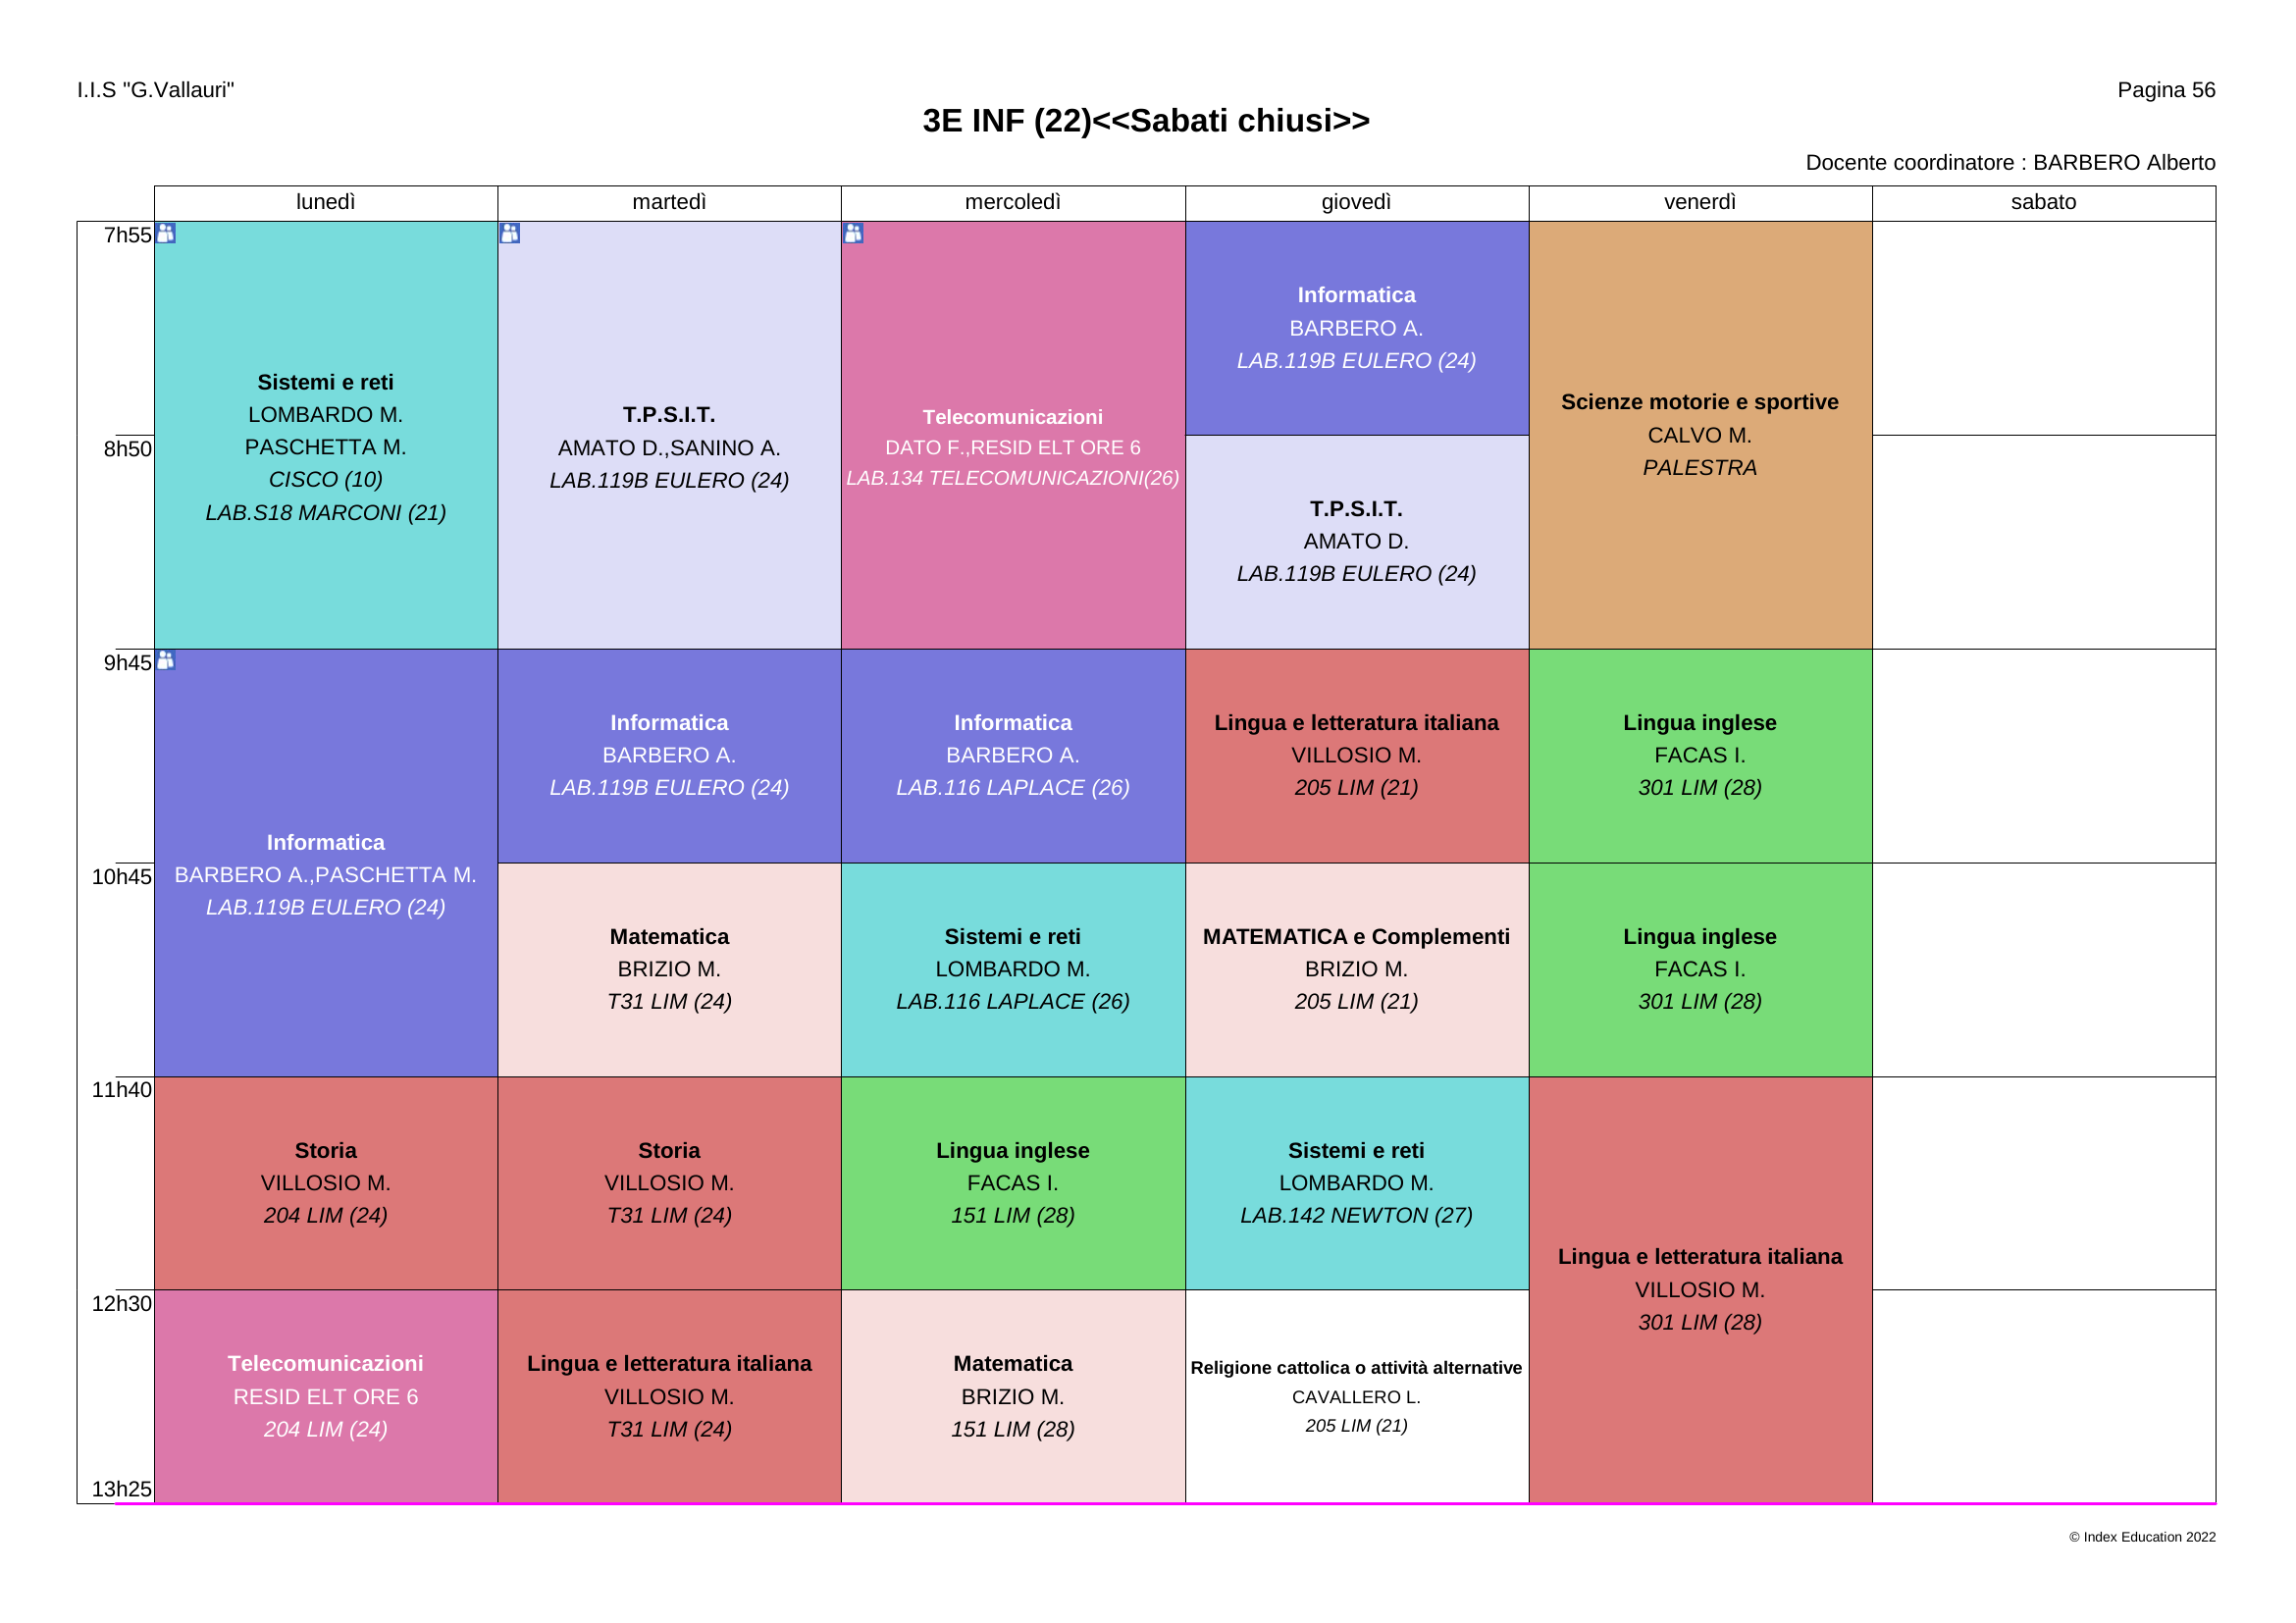 I.I.S "G.Vallauri"
Pagina 56
3E INF (22)<<Sabati chiusi>>
Docente coordinatore : BARBERO Alberto
lunedì
martedì
mercoledì
giovedì
venerdì
sabato
7h55
8h50
9h45
10h45
11h40
12h30
13h25
Sistemi e reti
LOMBARDO M.
PASCHETTA M.
CISCO (10)
LAB.S18 MARCONI (21)
Informatica
BARBERO A.,PASCHETTA M.
LAB.119B EULERO (24)
Storia
VILLOSIO M.
204 LIM (24)
Telecomunicazioni
RESID ELT ORE 6
204 LIM (24)
T.P.S.I.T.
AMATO D.,SANINO A.
LAB.119B EULERO (24)
Informatica
BARBERO A.
LAB.119B EULERO (24)
Matematica
BRIZIO M.
T31 LIM (24)
Storia
VILLOSIO M.
T31 LIM (24)
Lingua e letteratura italiana
VILLOSIO M.
T31 LIM (24)
Telecomunicazioni
DATO F.,RESID ELT ORE 6
LAB.134 TELECOMUNICAZIONI(26)
Informatica
BARBERO A.
LAB.116 LAPLACE (26)
Sistemi e reti
LOMBARDO M.
LAB.116 LAPLACE (26)
Lingua inglese
FACAS I.
151 LIM (28)
Matematica
BRIZIO M.
151 LIM (28)
Informatica
BARBERO A.
LAB.119B EULERO (24)
T.P.S.I.T.
AMATO D.
LAB.119B EULERO (24)
Lingua e letteratura italiana
VILLOSIO M.
205 LIM (21)
MATEMATICA e Complementi
BRIZIO M.
205 LIM (21)
Sistemi e reti
LOMBARDO M.
LAB.142 NEWTON (27)
Religione cattolica o attività alternative
CAVALLERO L.
205 LIM (21)
Scienze motorie e sportive
CALVO M.
PALESTRA
Lingua inglese
FACAS I.
301 LIM (28)
Lingua inglese
FACAS I.
301 LIM (28)
Lingua e letteratura italiana
VILLOSIO M.
301 LIM (28)
© Index Education 2022